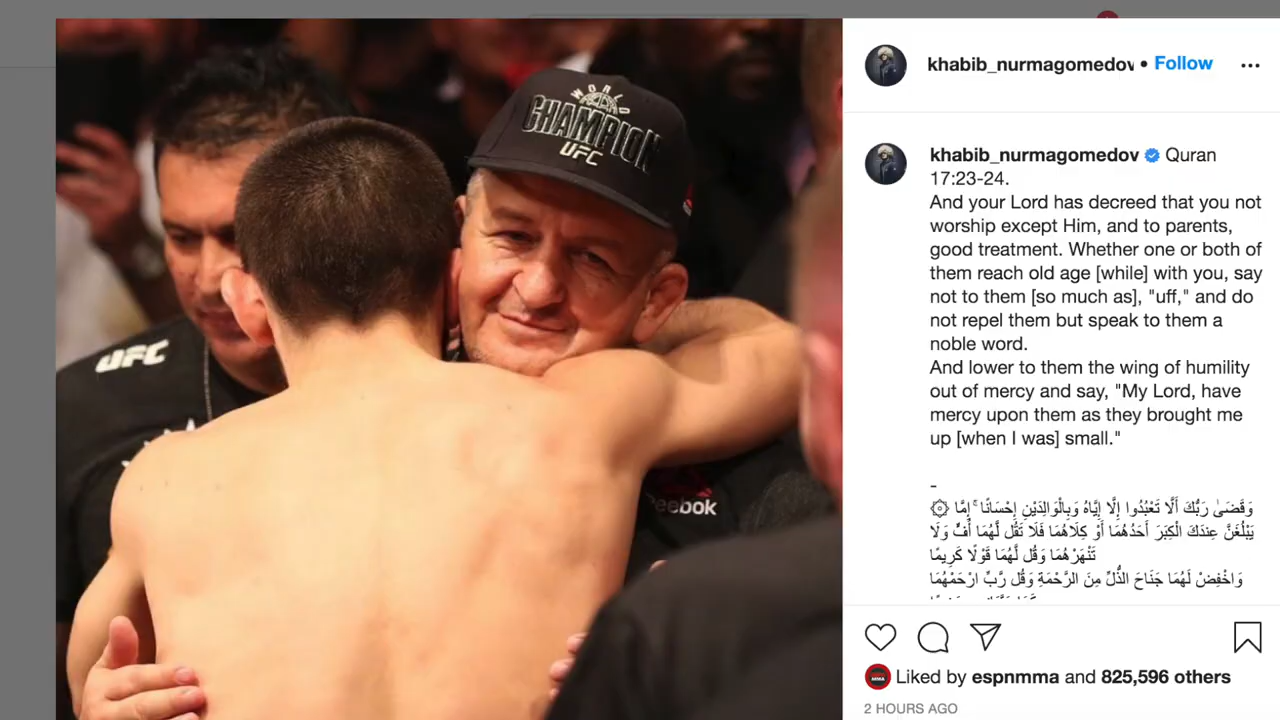 WORLD
CHAMPION
UFC
UFC
Reebok
khabib_nurmagomedov • Follow
khabib_nurmagomedov Quran
17:23-24.
And your Lord has decreed that you not
worship except Him, and to parents,
good treatment. Whether one or both of
them reach old age [while] with you, say
not to them [so much as], "uff," and do
not repel them but speak to them a
noble word.
And lower to them the wing of humility
out of mercy and say, "My Lord, have
mercy upon them as they brought me
up [when I was] small."
-
۞ وَقَضَىٰ رَبُّكَ أَلَّا تَعْبُدُوا إِلَّا إِيَّاهُ وَبِالْوَالِدَيْنِ إِحْسَانًا ۚ إِمَّا
يَبْلُغَنَّ عِندَكَ الْكِبَرَ أَحَدُهُمَا أَوْ كِلَاهُمَا فَلَا تَقُل لَّهُمَا أُفٍّ وَلَا
تَنْهَرْهُمَا وَقُل لَّهُمَا قَوْلًا كَرِيمًا
وَاخْفِضْ لَهُمَا جَنَاحَ الذُّلِّ مِنَ الرَّحْمَةِ وَقُل رَّبِّ ارْحَمْهُمَا
Liked by espnmma and 825,596 others
2 HOURS AGO